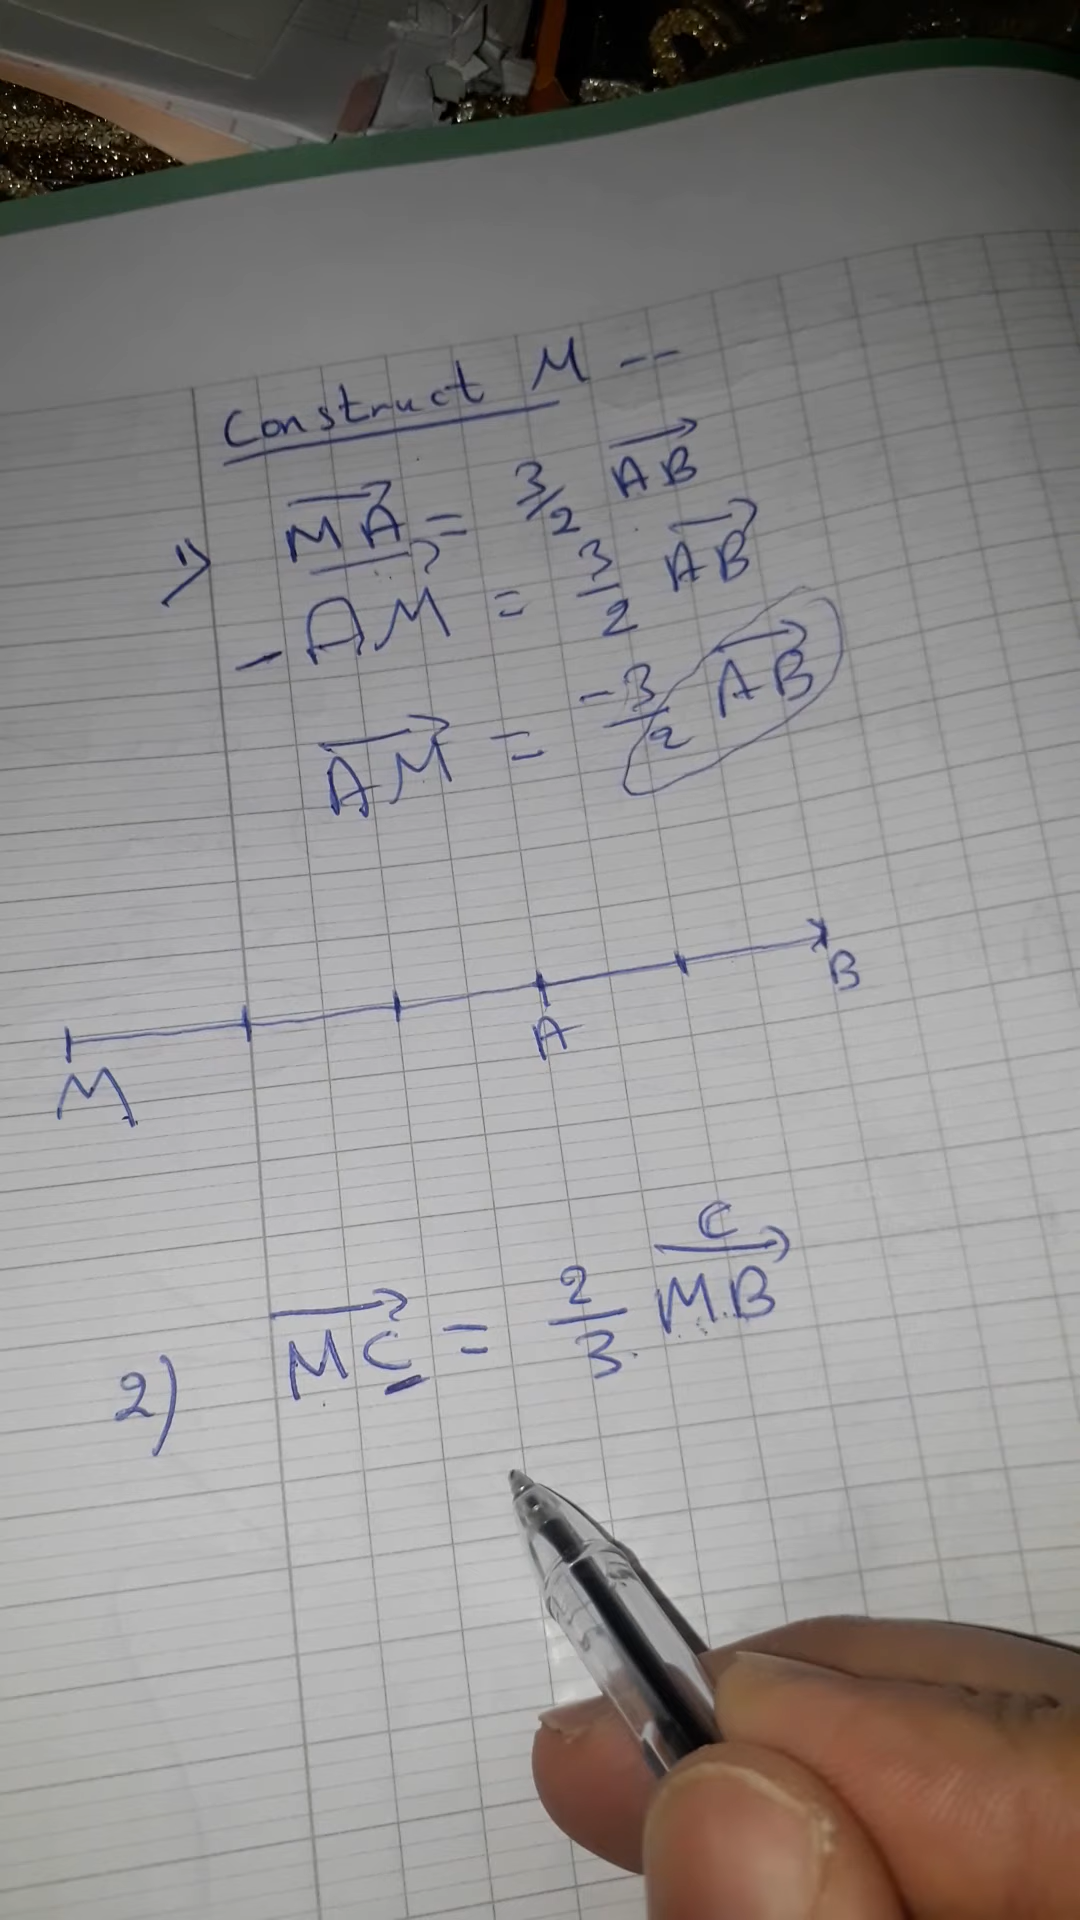 Construct M --
1) MA = 3/2 AB
- AM = 3/2 AB
AM = -3/2 AB
B
A
M
C
2) MC = 2/3 MB